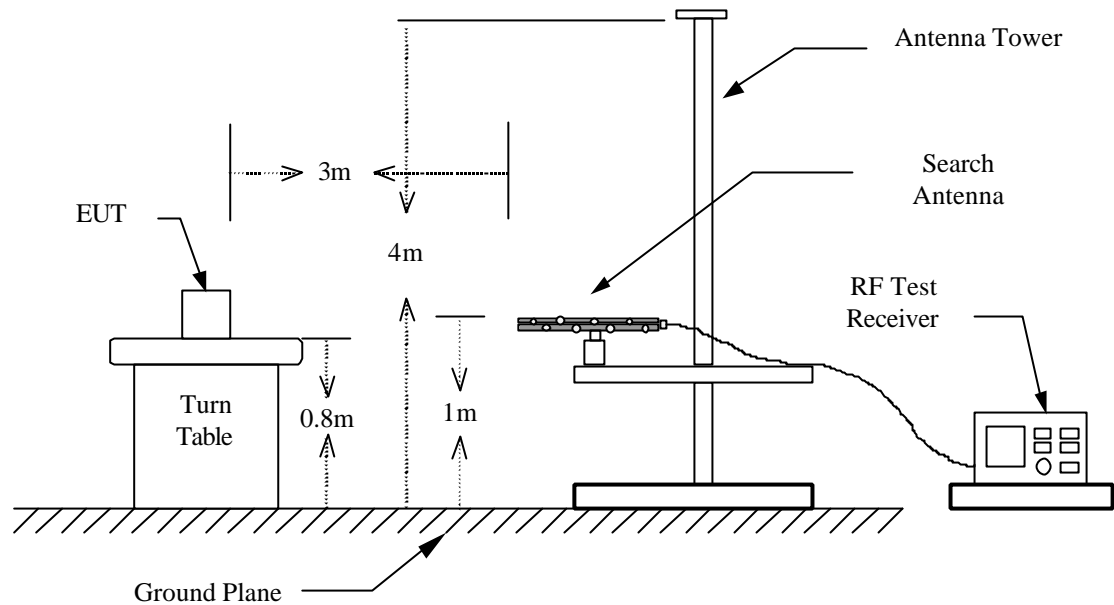 Antenna Tower
Search
Antenna
3m
EUT
4m
RF Test
Receiver
Turn
Table
0.8m
1m
Ground Plane